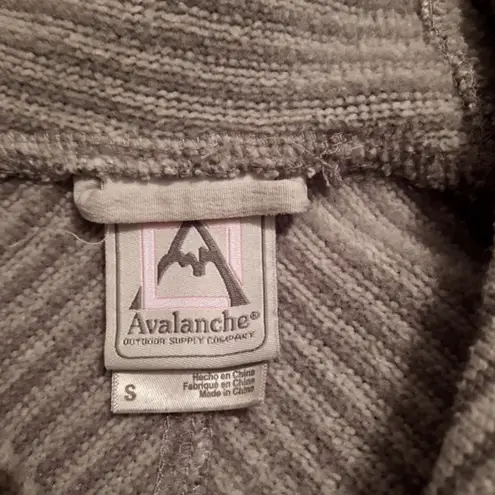 Avalanche®
OUTDOOR SUPPLY COMPANY
S
Hecho en China
Fabriqué en Chine
Made in China